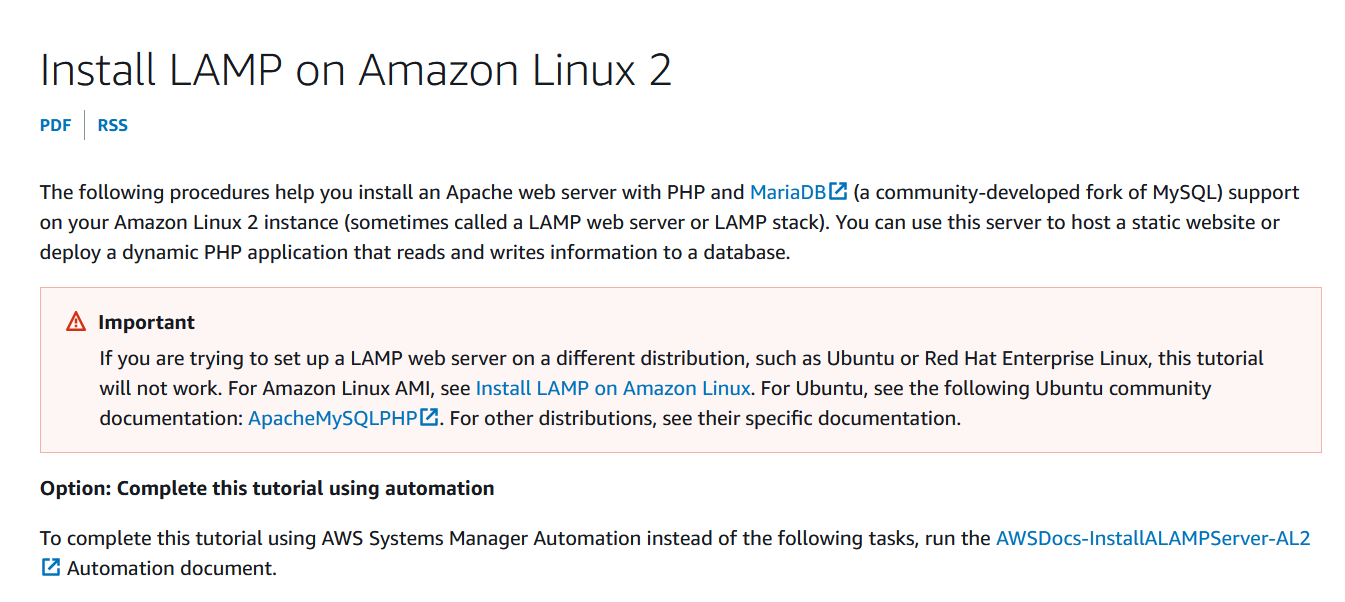 Install LAMP on Amazon Linux 2
PDF RSS
The following procedures help you install an Apache web server with PHP and MariaDB (a community-developed fork of MySQL) support
on your Amazon Linux 2 instance (sometimes called a LAMP web server or LAMP stack). You can use this server to host a static website or
deploy a dynamic PHP application that reads and writes information to a database.
Important
If you are trying to set up a LAMP web server on a different distribution, such as Ubuntu or Red Hat Enterprise Linux, this tutorial
will not work. For Amazon Linux AMI, see Install LAMP on Amazon Linux. For Ubuntu, see the following Ubuntu community
documentation: ApacheMySQLPHP. For other distributions, see their specific documentation.
Option: Complete this tutorial using automation
To complete this tutorial using AWS Systems Manager Automation instead of the following tasks, run the AWSDocs-InstallALAMPServer-AL2
Automation document.